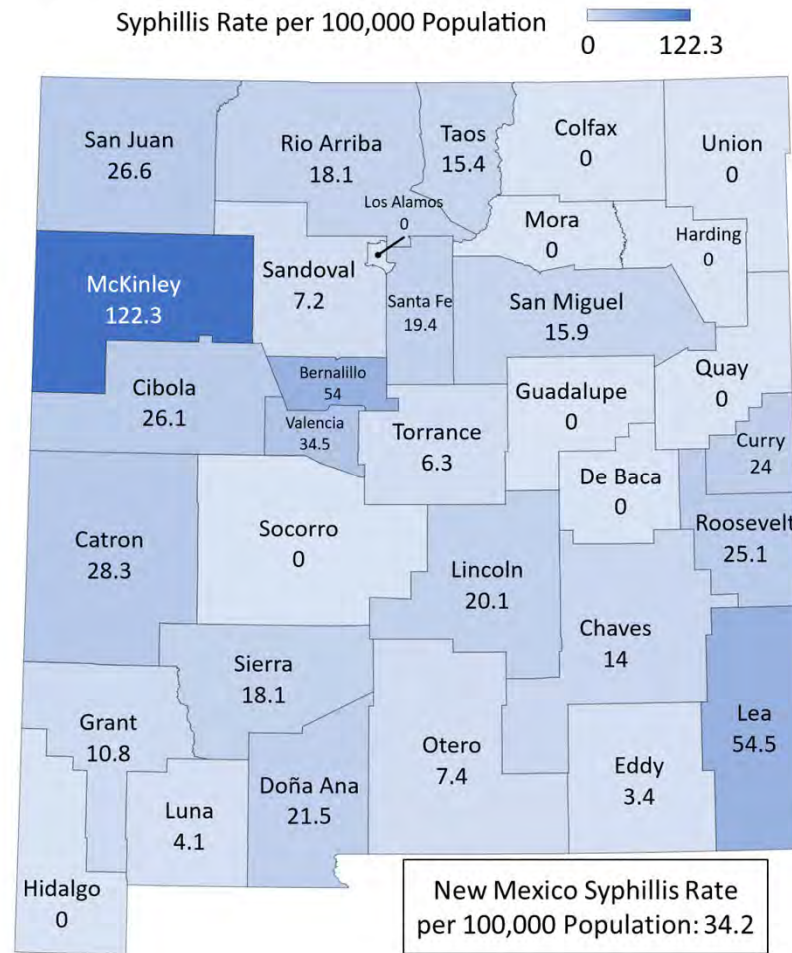 Syphillis Rate per 100,000 Population
0 122.3
San Juan
26.6
Rio Arriba
18.1
Taos
15.4
Colfax
0
Union
0
Los Alamos
0
Mora
0
Harding
0
McKinley
122.3
Sandoval
7.2
Santa Fe
19.4
San Miguel
15.9
Cibola
26.1
Bernalillo
54
Valencia
34.5
Torrance
6.3
Guadalupe
0
Quay
0
Curry
24
De Baca
0
Roosevelt
25.1
Catron
28.3
Socorro
0
Lincoln
20.1
Chaves
14
Sierra
18.1
Grant
10.8
Lea
54.5
Otero
7.4
Eddy
3.4
Doña Ana
21.5
Luna
4.1
Hidalgo
0
New Mexico Syphillis Rate
per 100,000 Population: 34.2